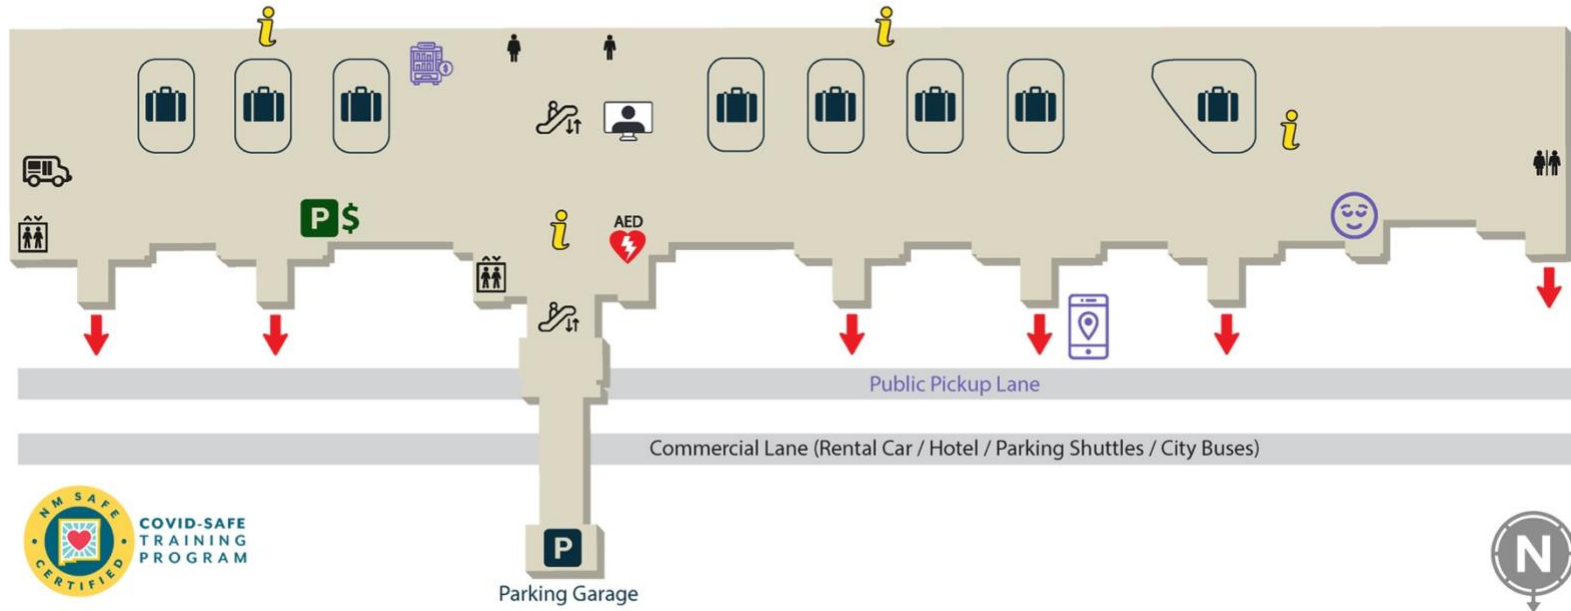 P $
AED
Public Pickup Lane
Commercial Lane (Rental Car / Hotel / Parking Shuttles / City Buses)
NM SAFE
CERTIFIED
COVID-SAFE
TRAINING
PROGRAM
P
Parking Garage
N